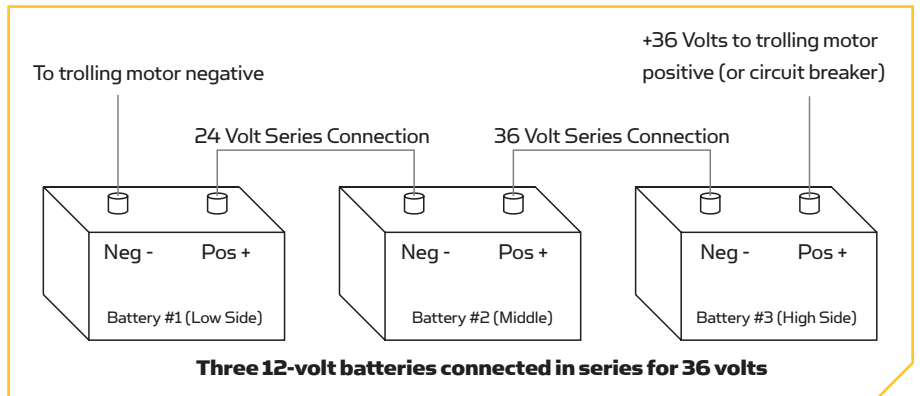 +36 Volts to trolling motor
positive (or circuit breaker)
To trolling motor negative
24 Volt Series Connection
36 Volt Series Connection
Neg -
Pos +
Neg -
Pos +
Neg -
Pos +
Battery #1 (Low Side)
Battery #2 (Middle)
Battery #3 (High Side)
Three 12-volt batteries connected in series for 36 volts